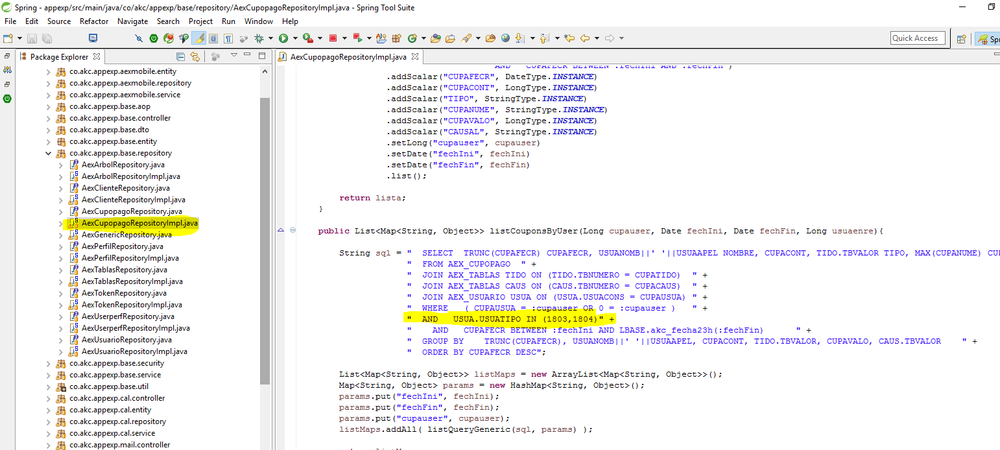 Spring - appexp/src/main/java/co/akc/appexp/base/repository/AexCupopagoRepositoryImpl.java - Spring Tool Suite
File Edit Source Refactor Navigate Search Project Run Window Help
Quick Access
Spr
Package Explorer
co.akc.appexp.aexmobile.entity
co.akc.appexp.aexmobile.repository
co.akc.appexp.aexmobile.service
co.akc.appexp.base.aop
co.akc.appexp.base.controller
co.akc.appexp.base.dto
co.akc.appexp.base.entity
co.akc.appexp.base.repository
AexArbolRepository.java
AexArbolRepositoryImpl.java
AexClienteRepository.java
AexClienteRepositoryImpl.java
AexCupopagoRepository.java
AexCupopagoRepositoryImpl.java
AexGenericRepository.java
AexPerfilRepository.java
AexPerfilRepositoryImpl.java
AexTablasRepository.java
AexTablasRepositoryImpl.java
AexTokenRepository.java
AexTokenRepositoryImpl.java
AexUserperfRepository.java
AexUserperfRepositoryImpl.java
AexUsuarioRepository.java
AexUsuarioRepositoryImpl.java
co.akc.appexp.base.security
co.akc.appexp.base.service
co.akc.appexp.base.util
co.akc.appexp.cal.controller
co.akc.appexp.cal.entity
co.akc.appexp.cal.repository
co.akc.appexp.cal.service
co.akc.appexp.mail.controller
AexCupopagoRepositoryImpl.java
AND CUPAFECR BETWEEN :fechIni AND :fechFin )
.addScalar("CUPAFECR", DateType.INSTANCE)
.addScalar("CUPACONT", LongType.INSTANCE)
.addScalar("TIPO", StringType.INSTANCE)
.addScalar("CUPANUME", StringType.INSTANCE)
.addScalar("CUPAVALO", LongType.INSTANCE)
.addScalar("CAUSAL", StringType.INSTANCE)
.setLong("cupauser", cupauser)
.setDate("fechIni", fechIni)
.setDate("fechFin", fechFin)
.list();
return lista;
}
public List<Map<String, Object>> listCouponsByUser(Long cupauser, Date fechIni, Date fechFin, Long usuaenre){
String sql = " SELECT TRUNC(CUPAFECR) CUPAFECR, USUANOMB||' '||USUAAPEL NOMBRE, CUPACONT, TIDO.TBVALOR TIPO, MAX(CUPANUME) CUI
" FROM AEX_CUPOPAGO " +
" JOIN AEX_TABLAS TIDO ON (TIDO.TBNUMERO = CUPATIDO) " +
" JOIN AEX_TABLAS CAUS ON (CAUS.TBNUMERO = CUPACAUS) " +
" JOIN AEX_USUARIO USUA ON (USUA.USUACONS = CUPAUSUA) " +
" WHERE ( CUPAUSUA = :cupauser OR 0 = :cupauser ) " +
" AND USUA.USUATIPO IN (1803,1804)" +
" AND CUPAFECR BETWEEN :fechIni AND LBASE.akc_fecha23h(:fechFin) " +
" GROUP BY TRUNC(CUPAFECR), USUANOMB||' '||USUAAPEL, CUPACONT, TIDO.TBVALOR, CUPAVALO, CAUS.TBVALOR " +
" ORDER BY CUPAFECR DESC";
List<Map<String, Object>> listMaps = new ArrayList<Map<String, Object>>();
Map<String, Object> params = new HashMap<String, Object>();
params.put("fechIni", fechIni);
params.put("fechFin", fechFin);
params.put("cupauser", cupauser);
listMaps.addAll( listQueryGeneric(sql, params) );